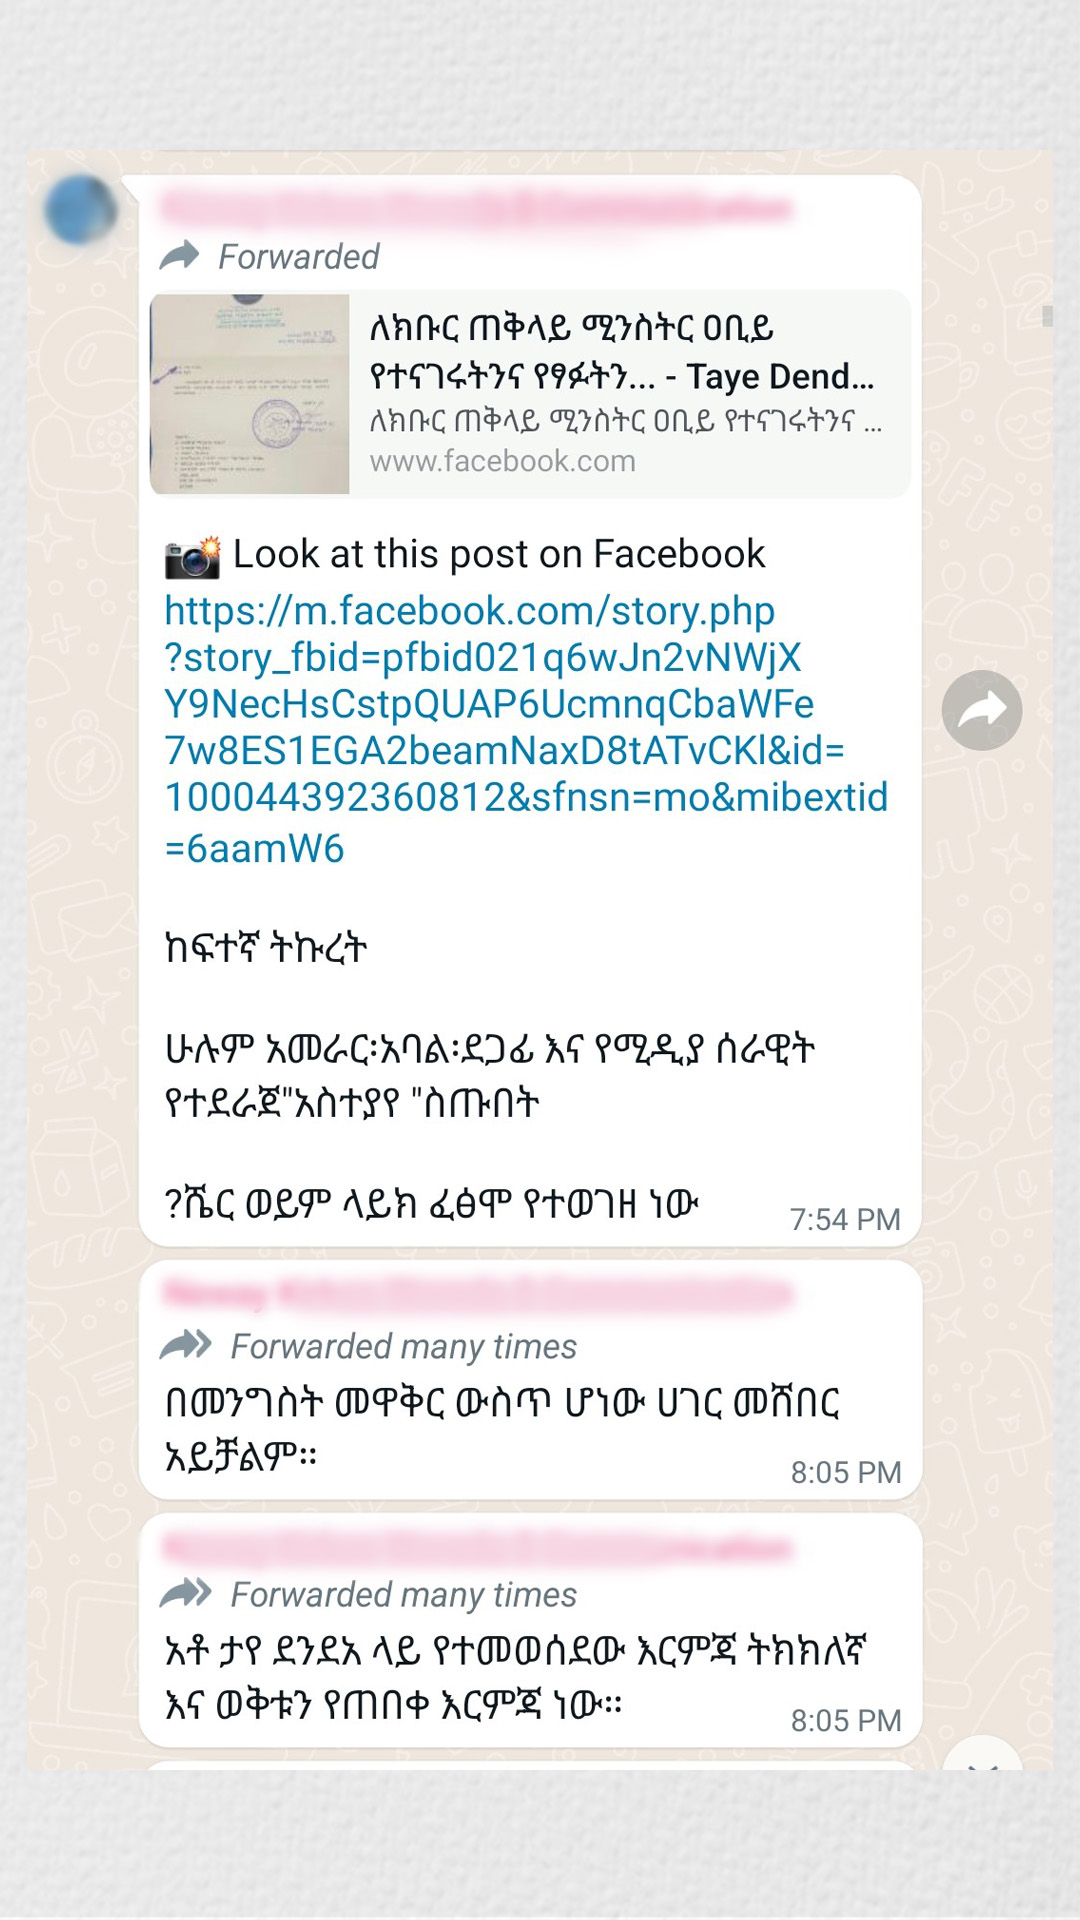 Forwarded
ለክቡር ጠቅላይ ሚንስትር ዐቢይ
የተናገሩትንና የፃፉትን... - Taye Dend...
ለክቡር ጠቅላይ ሚንስትር ዐቢይ የተናገሩትንና ...
www.facebook.com
Look at this post on Facebook
https://m.facebook.com/story.php
?story_fbid=pfbid021q6wJn2vNWjX
Y9NecHsCstpQUAP6UcmnqCbaWFe
7w8ES1EGA2beamNaxD8tATvCKl&id=
100044392360812&sfnsn=mo&mibextid
=6aamW6
ከፍተኛ ትኩረት
ሁሉም አመራር፡አባል፡ደጋፊ እና የሚዲያ ሰራዊት
የተደራጀ"አስተያየ "ስጡበት
?ሼር ወይም ላይክ ፈፅሞ የተወገዘ ነው
7:54 PM
Forwarded many times
በመንግስት መዋቅር ውስጥ ሆነው ሀገር መሸበር
አይቻልም።
8:05 PM
Forwarded many times
አቶ ታየ ደንደአ ላይ የተመወሰደው እርምጃ ትክክለኛ
እና ወቅቱን የጠበቀ እርምጃ ነው።
8:05 PM